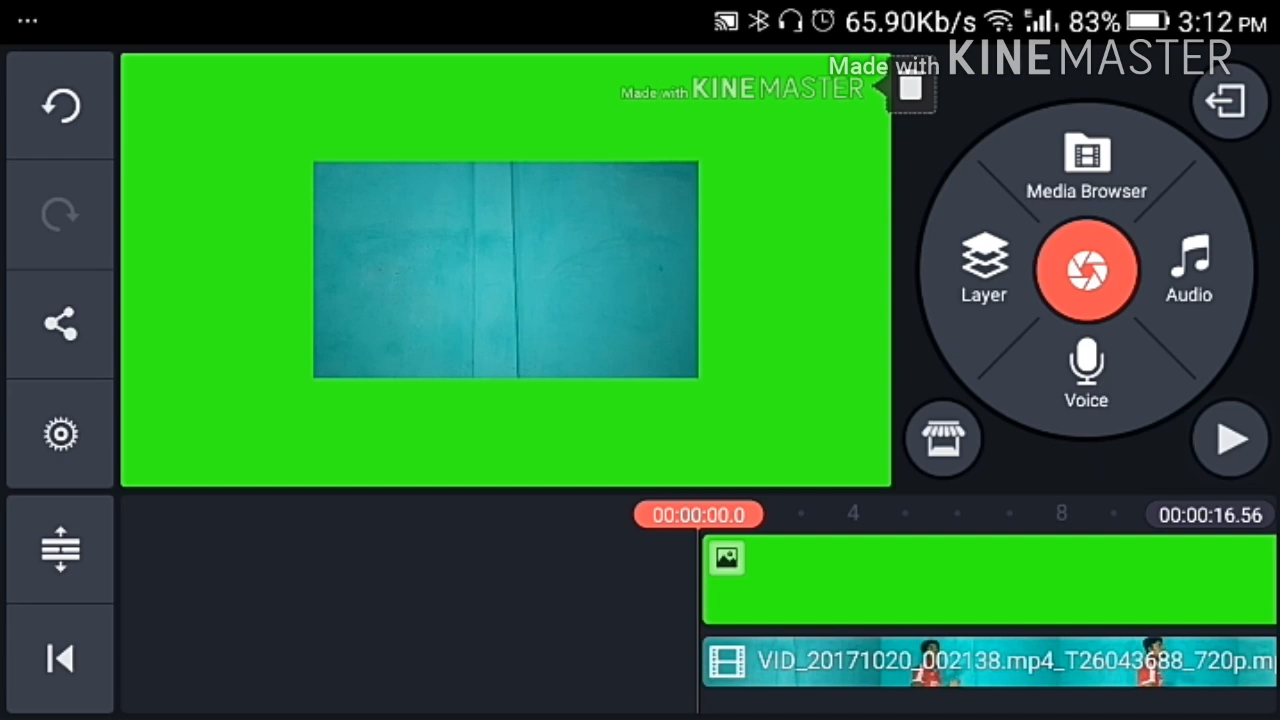 65.90Kb/s 83% 3:12 PM
Made with KINEMASTER
Made with KINEMASTER
Media Browser
Layer
Audio
Voice
00:00:00.0 4 8 00:00:16.56
VID_20171020_002138.mp4_T26043688_720p.m